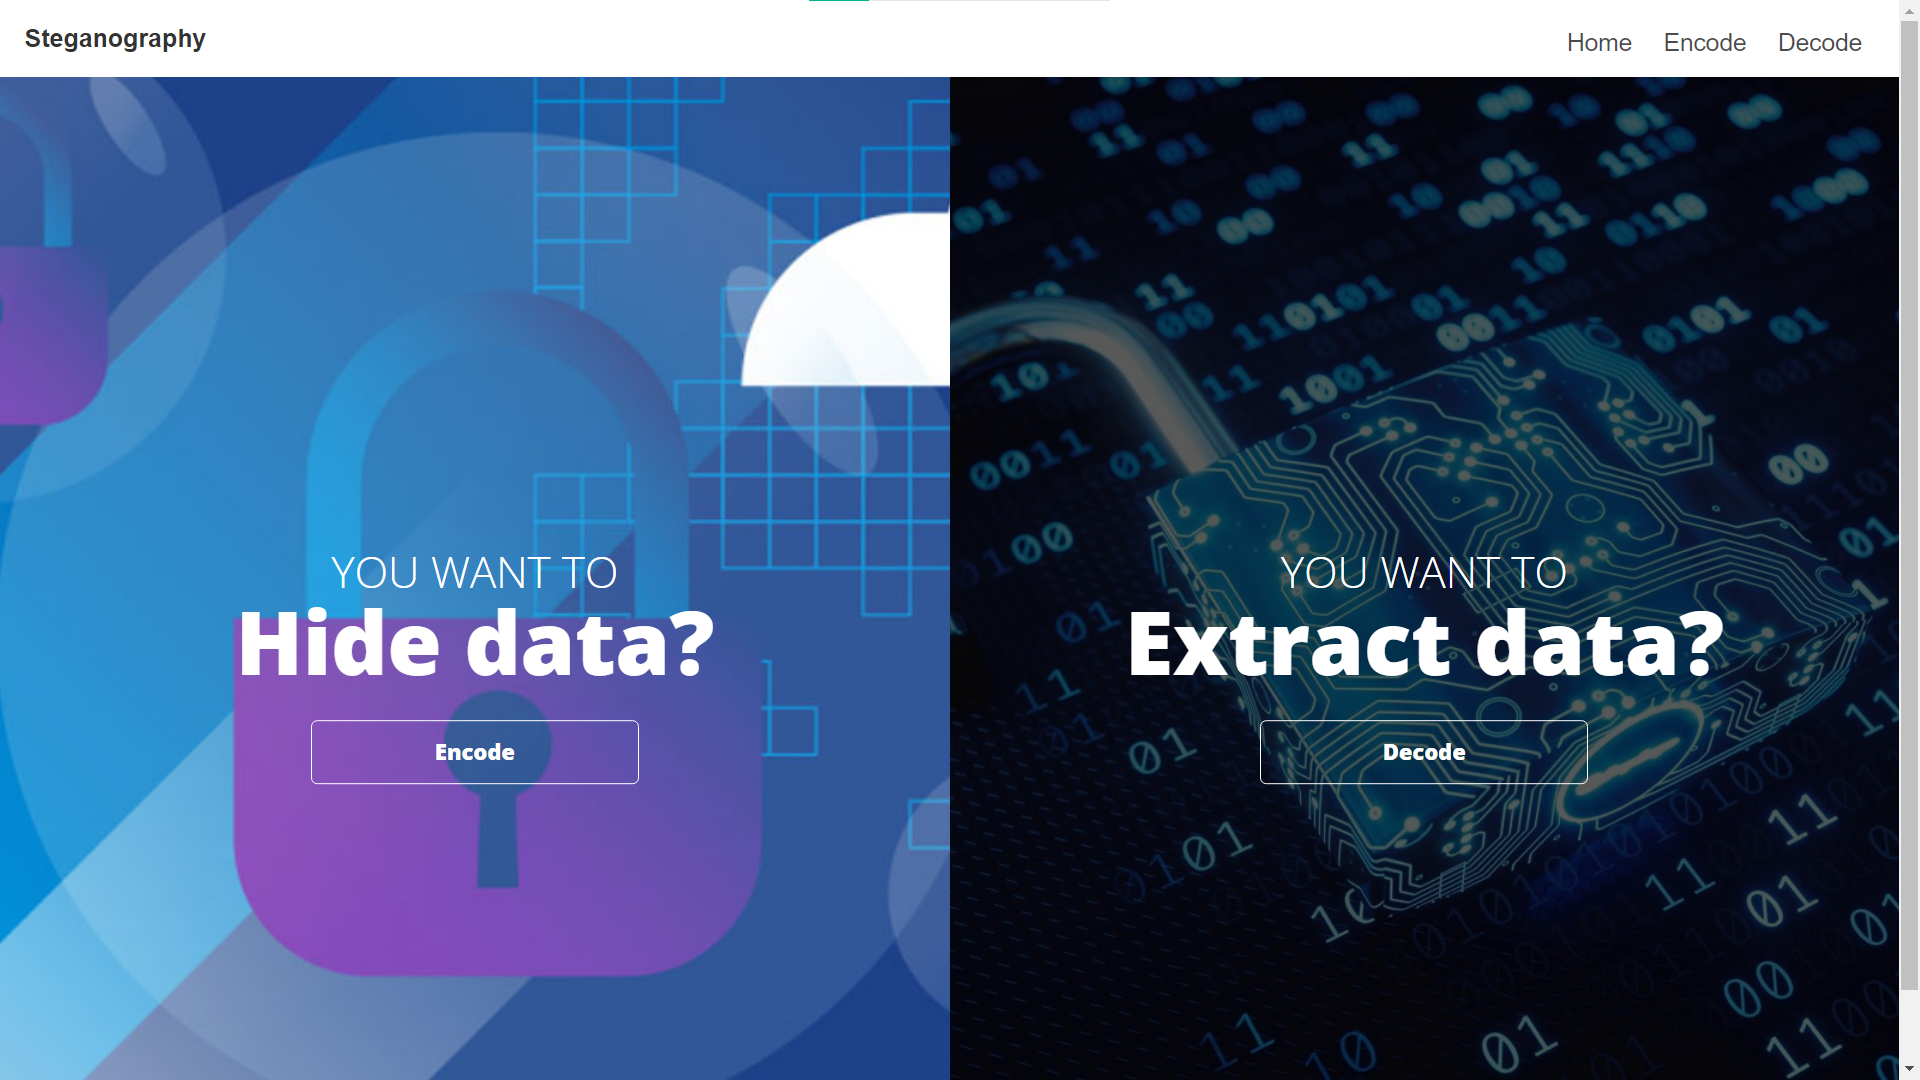 Steganography
Home Encode Decode
YOU WANT TO
Hide data?
Encode
YOU WANT TO
Extract data?
Decode